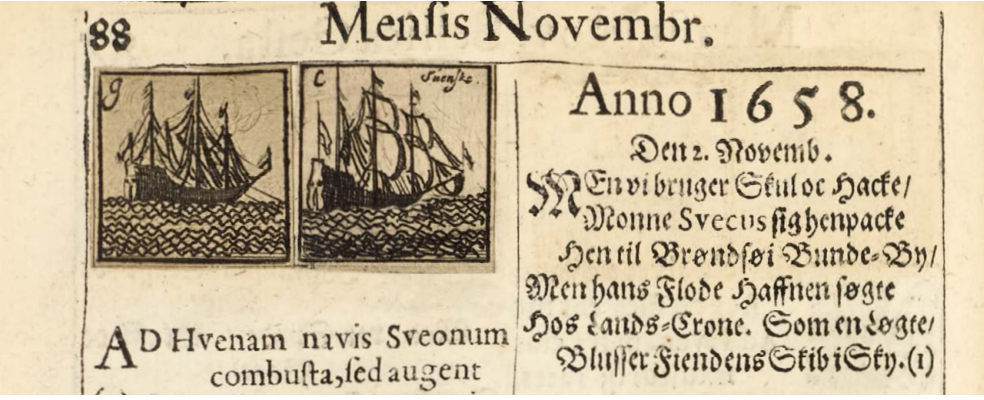 88
Menſis Novembr.
g
C Suenſke.
AD Hvenam navis Sveonum
combuſta, ſed augent
Anno 1658.
Den 2. Novemb.
MEn vi bruger Skul oc Hacke/
Monne Svecus ſig henpacke
Hen til Brøndſøi Bunde-By/
Men hans Flode Haffnen ſøgte
Hos Lands-Crone. Som en Løgte/
Bluſſer Fiendens Skib i Sky. (1)